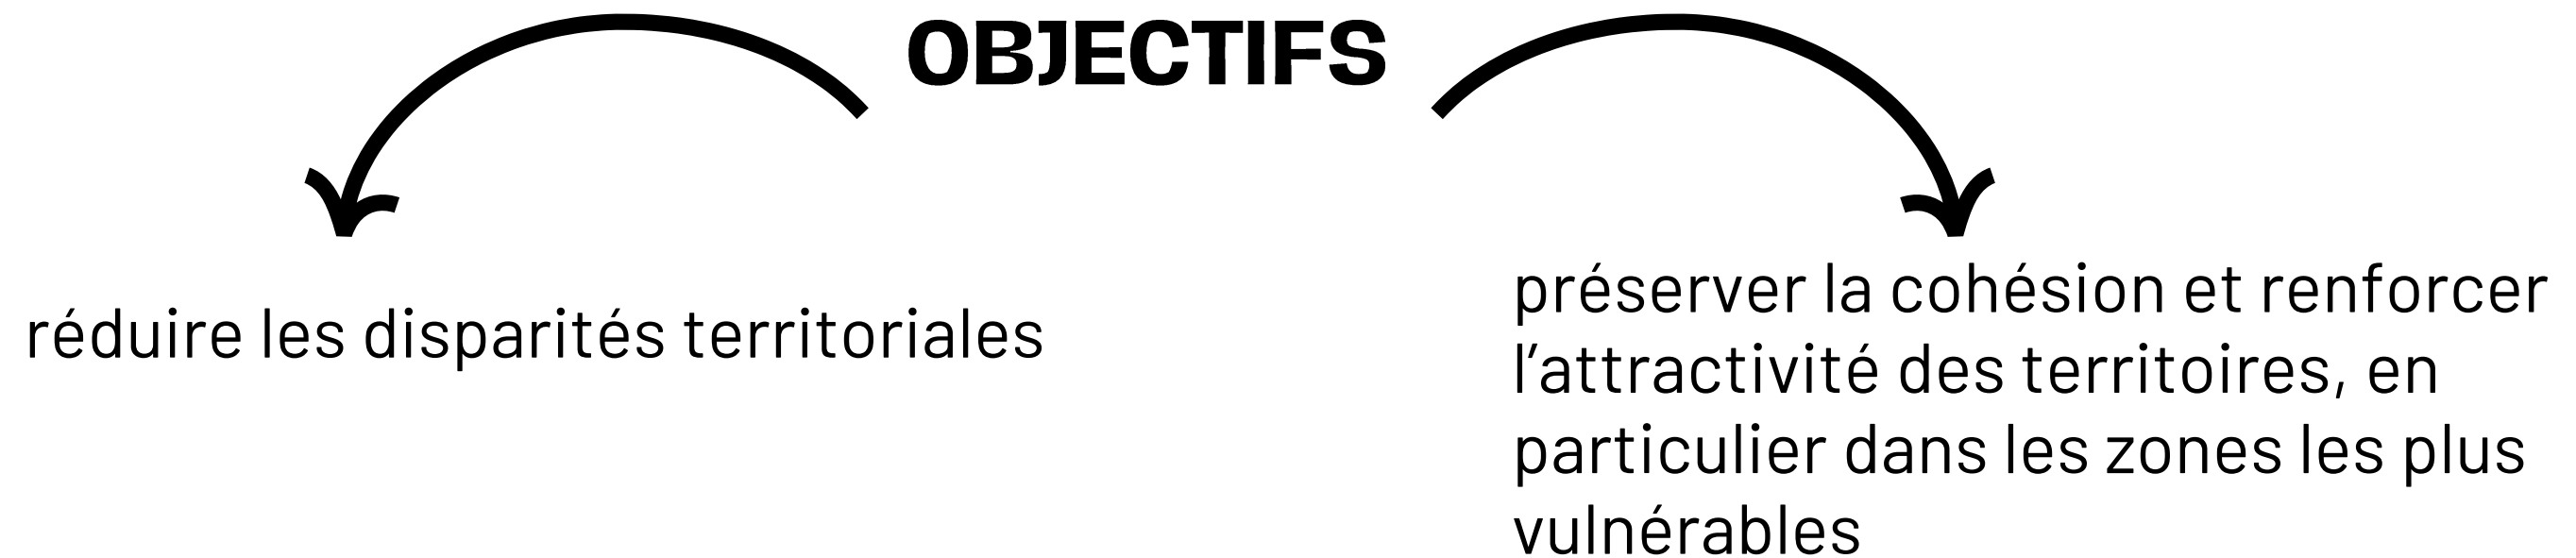 OBJECTIFS
réduire les disparités territoriales
préserver la cohésion et renforcer
l’attractivité des territoires, en
particulier dans les zones les plus
vulnérables